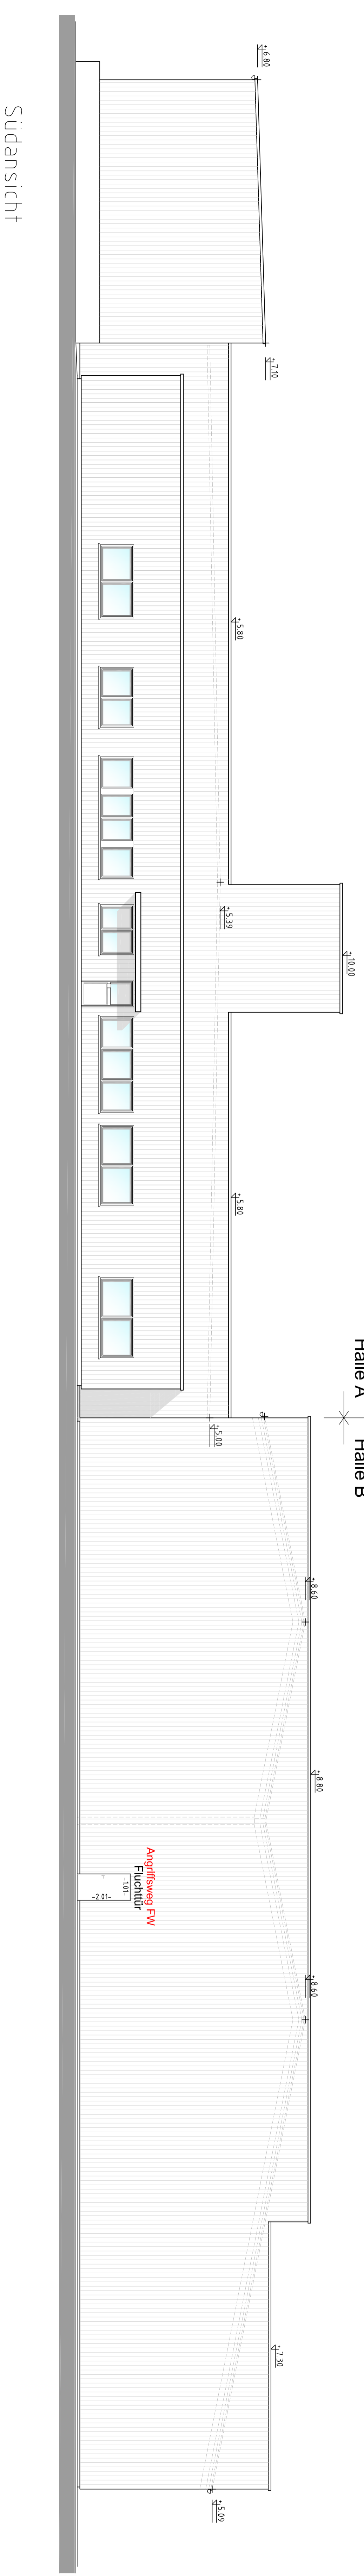 Südansicht
+6.80
+7.10
+5.80
+5.39
+10.00
+5.80
Halle A
Halle B
+5.00
+8.60
+8.80
Angriffsweg FW
Fluchttür
-1.01-
-2.01-
+8.60
+7.30
+5.09